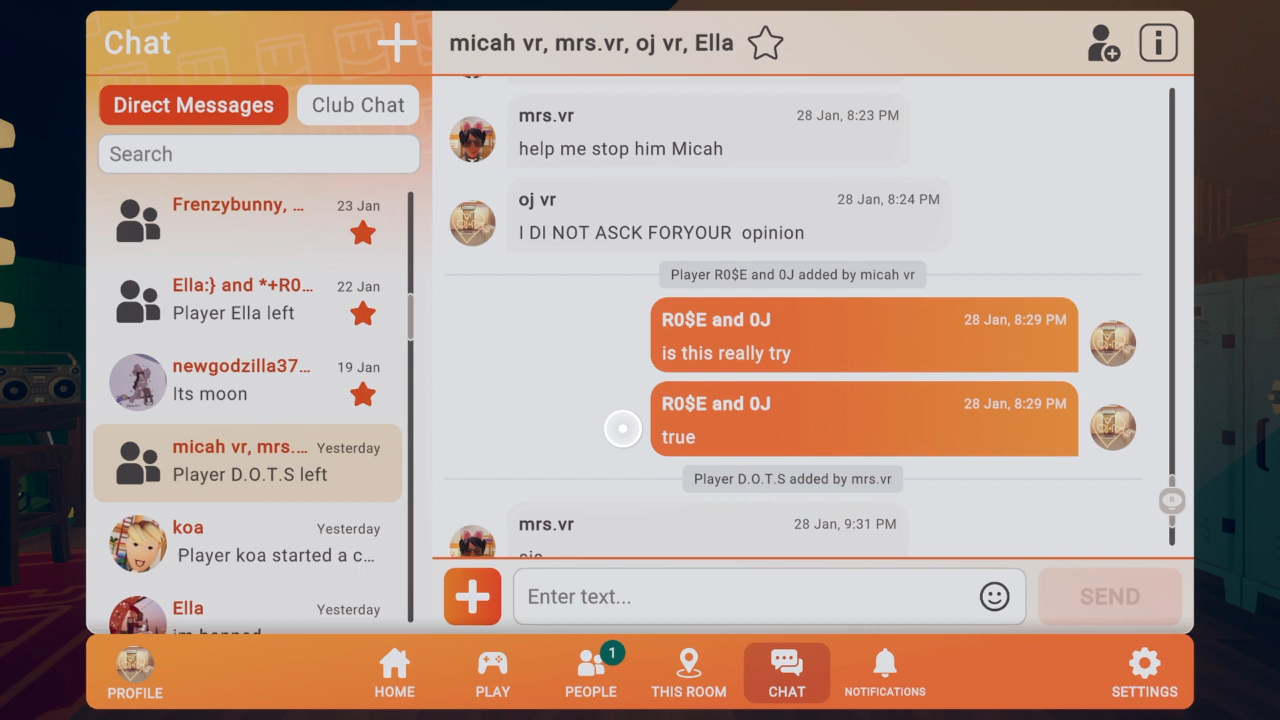 Chat
Direct Messages
Club Chat
Search
Frenzybunny, ...
23 Jan
Ella:} and *+R0...
22 Jan
Player Ella left
newgodzilla37...
19 Jan
Its moon
micah vr, mrs....
Yesterday
Player D.O.T.S left
koa
Yesterday
Player koa started a c...
Ella
Yesterday
micah vr, mrs.vr, oj vr, Ella
mrs.vr
28 Jan, 8:23 PM
help me stop him Micah
oj vr
28 Jan, 8:24 PM
I DI NOT ASCK FORYOUR opinion
Player R0$E and 0J added by micah vr
R0$E and 0J
28 Jan, 8:29 PM
is this really try
R0$E and 0J
28 Jan, 8:29 PM
true
Player D.O.T.S added by mrs.vr
mrs.vr
28 Jan, 9:31 PM
Enter text...
SEND
PROFILE
HOME
PLAY
1
PEOPLE
THIS ROOM
CHAT
NOTIFICATIONS
SETTINGS